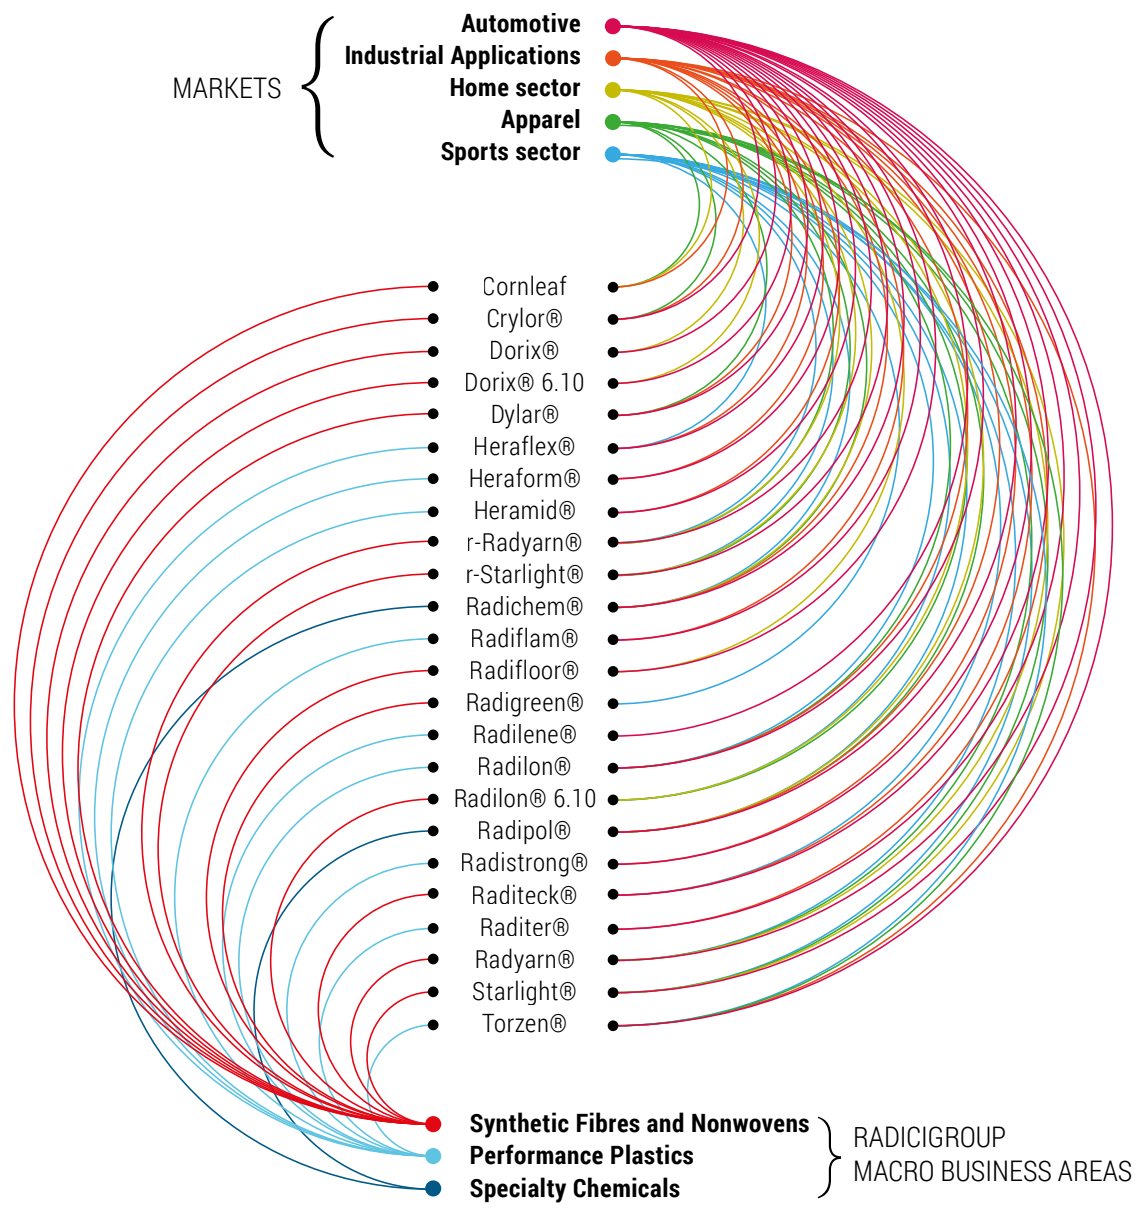 MARKETS
Automotive
Industrial Applications
Home sector
Apparel
Sports sector
Cornleaf
Crylor®
Dorix®
Dorix® 6.10
Dylar®
Heraflex®
Heraform®
Heramid®
r-Radyarn®
r-Starlight®
Radichem®
Radiflam®
Radifloor®
Radigreen®
Radilene®
Radilon®
Radilon® 6.10
Radipol®
Radistrong®
Raditeck®
Raditer®
Radyarn®
Starlight®
Torzen®
Synthetic Fibres and Nonwovens
Performance Plastics
Specialty Chemicals
RADICIGROUP
MACRO BUSINESS AREAS